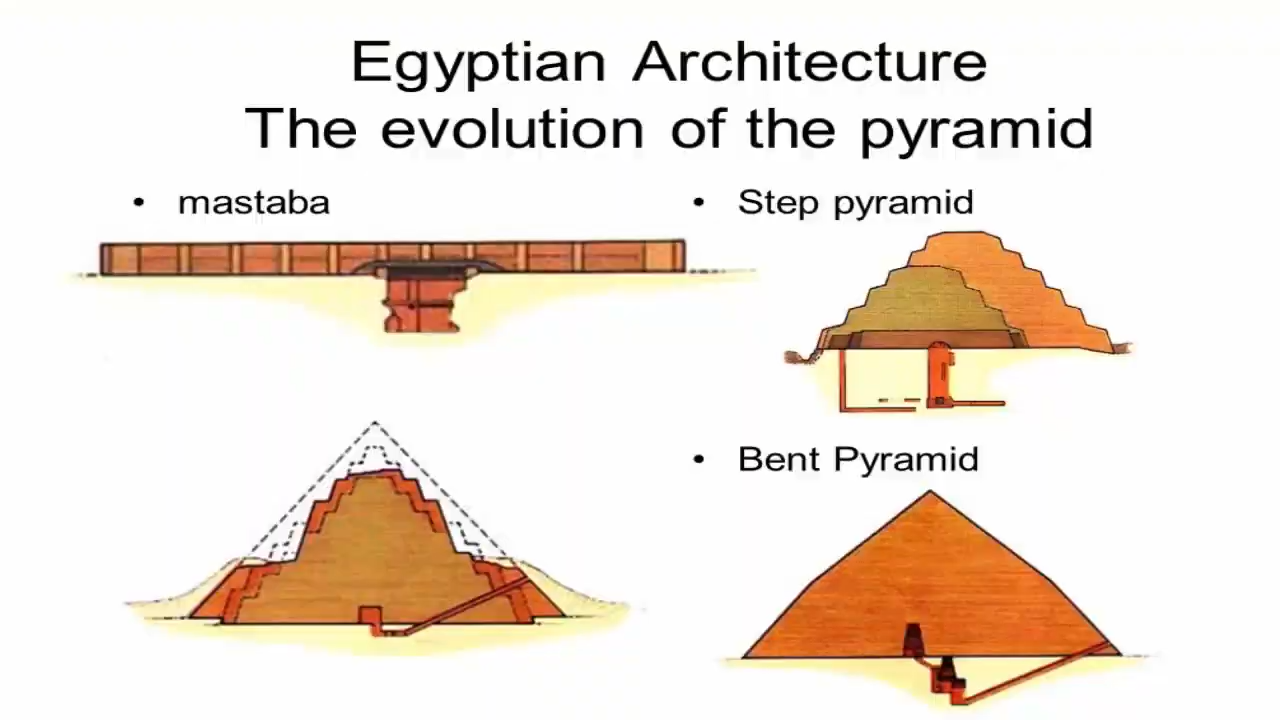 Egyptian Architecture
The evolution of the pyramid
• mastaba
• Step pyramid
• Bent Pyramid